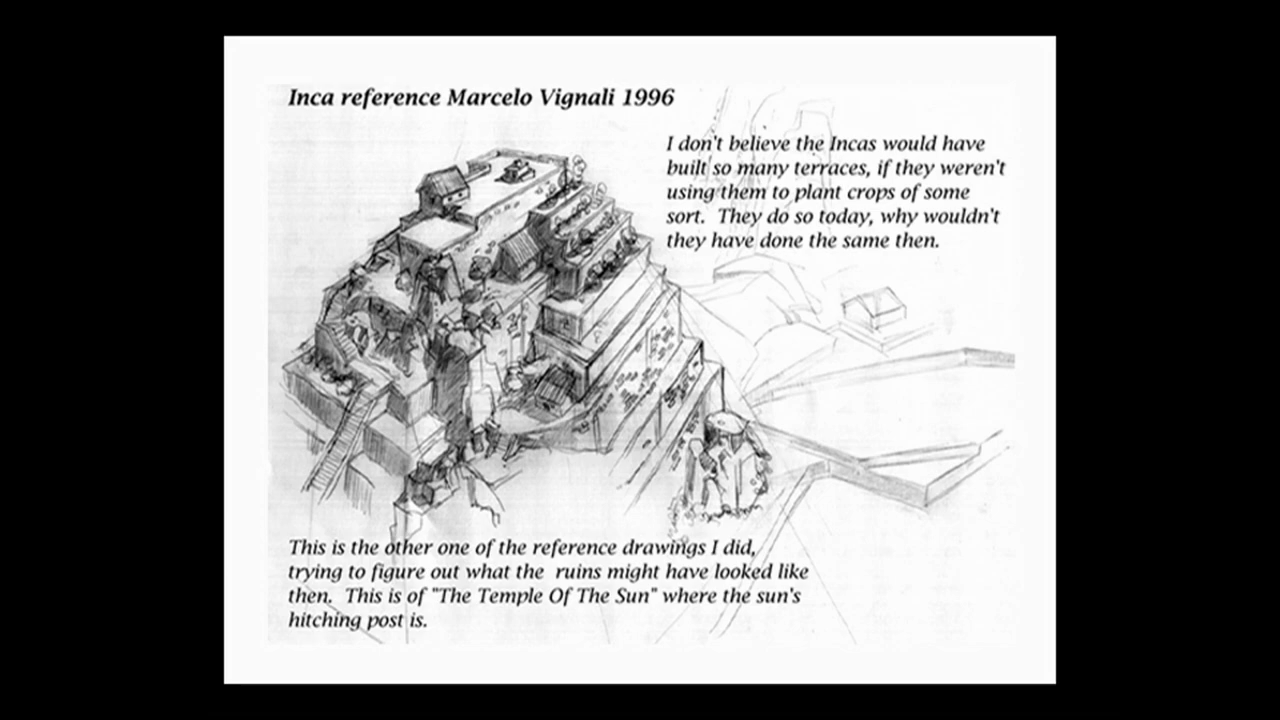 Inca reference Marcelo Vignali 1996
I don't believe the Incas would have
built so many terraces, if they weren't
using them to plant crops of some
sort.  They do so today, why wouldn't
they have done the same then.
This is the other one of the reference drawings I did,
trying to figure out what the  ruins might have looked like
then.  This is of "The Temple Of The Sun" where the sun's
hitching post is.